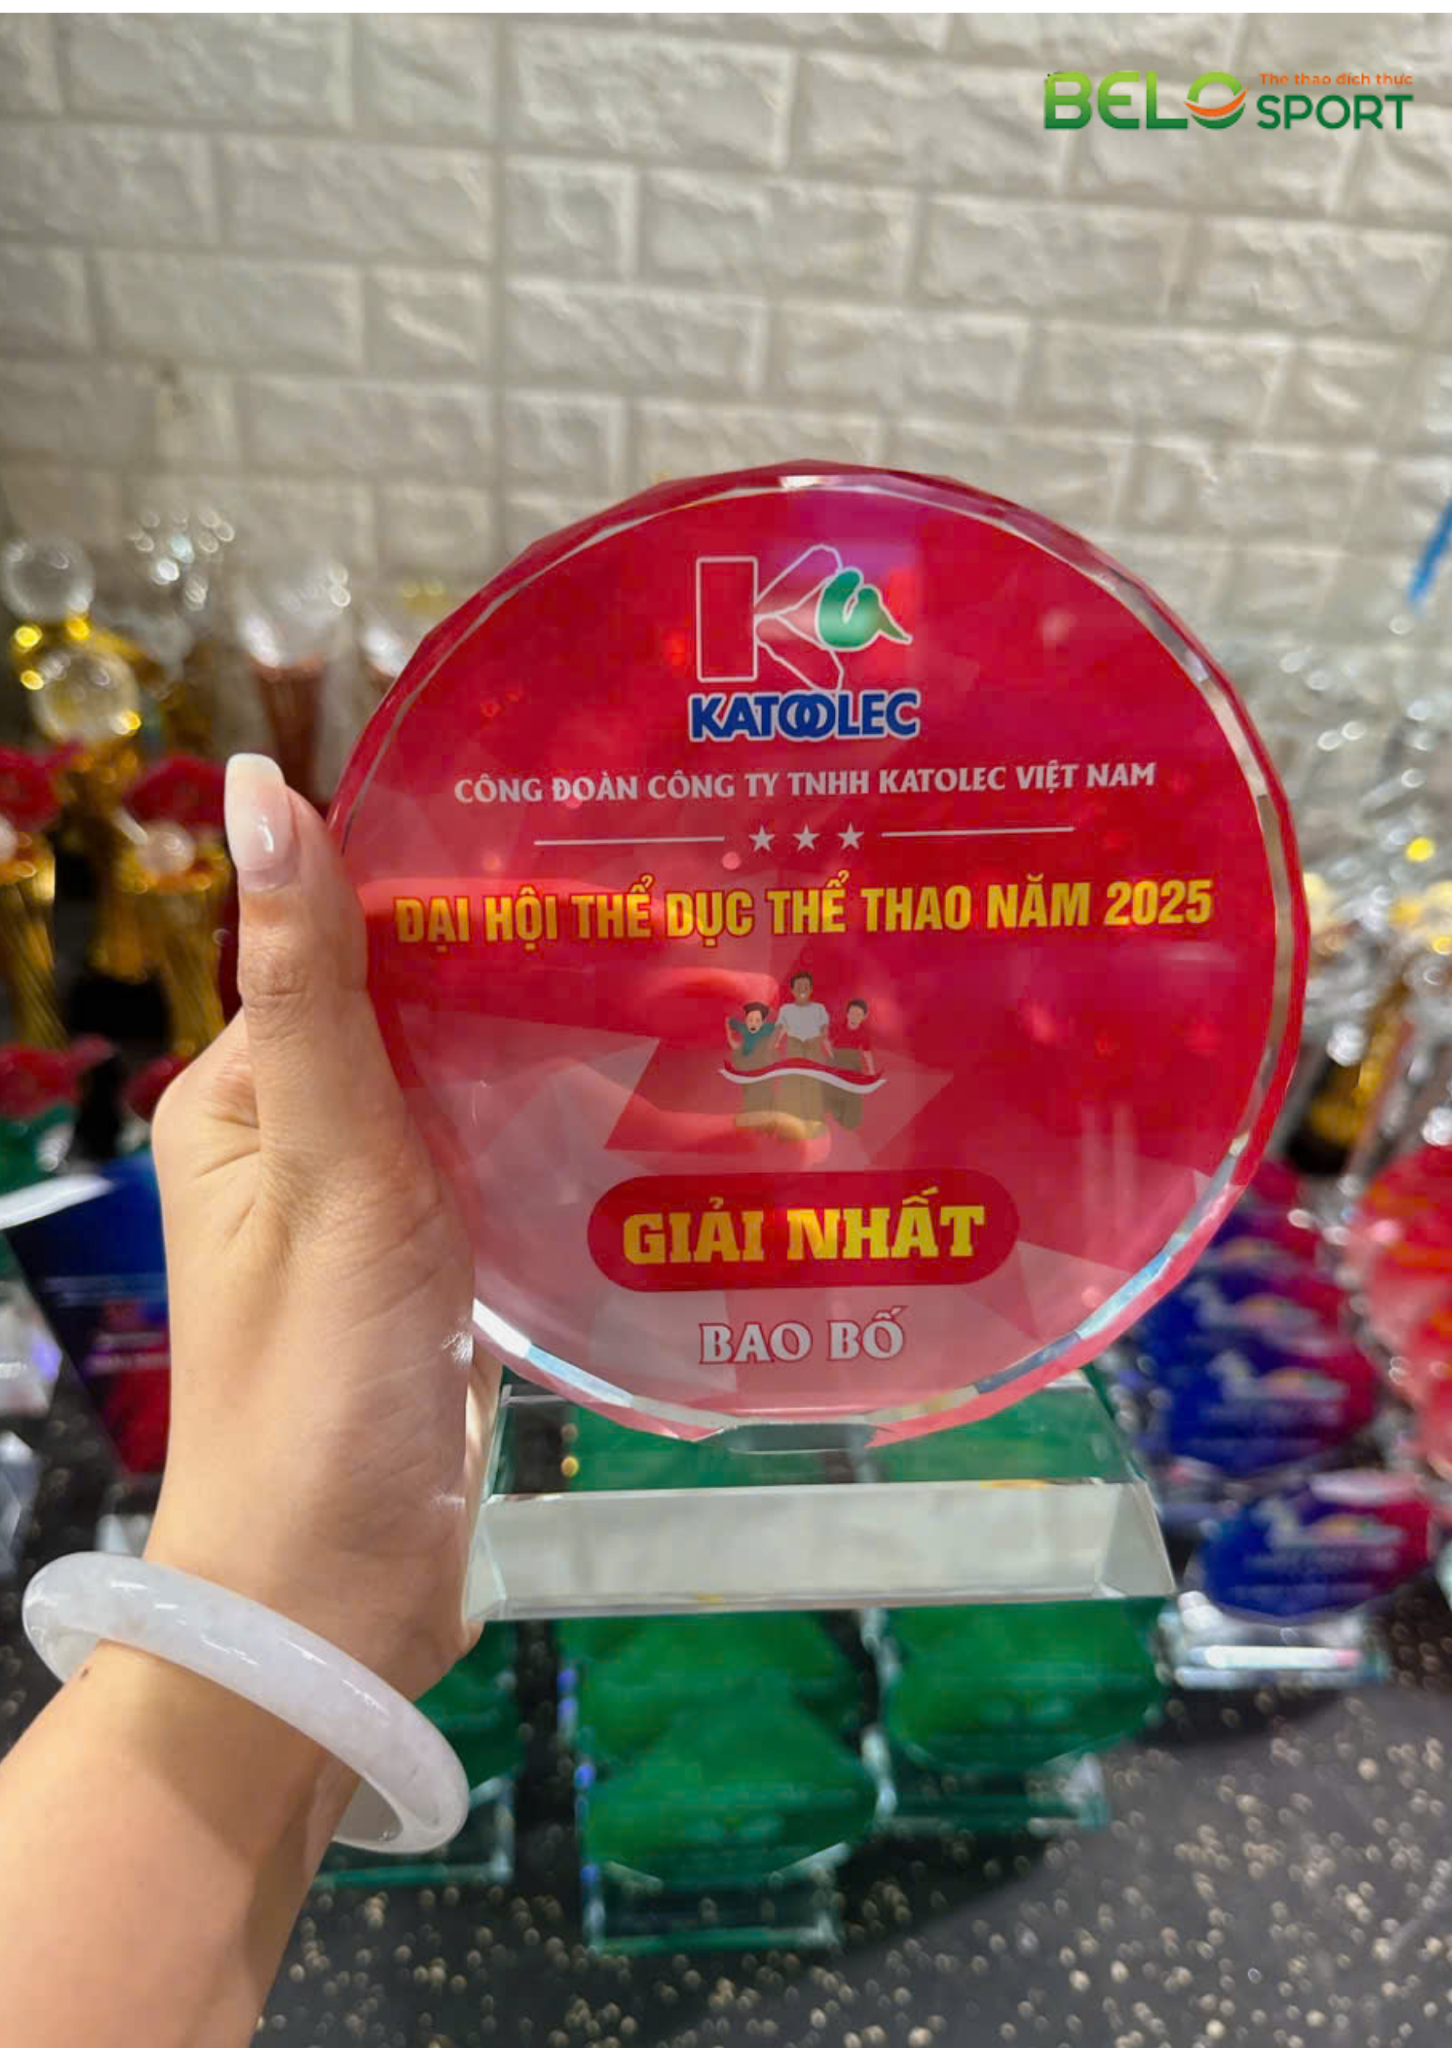 Thể thao đích thực
BELO SPORT
KATOOLEC
CÔNG ĐOÀN CÔNG TY TNHH KATOLEC VIỆT NAM
ĐẠI HỘI THỂ DỤC THỂ THAO NĂM 2025
GIẢI NHẤT
BAO BỐ